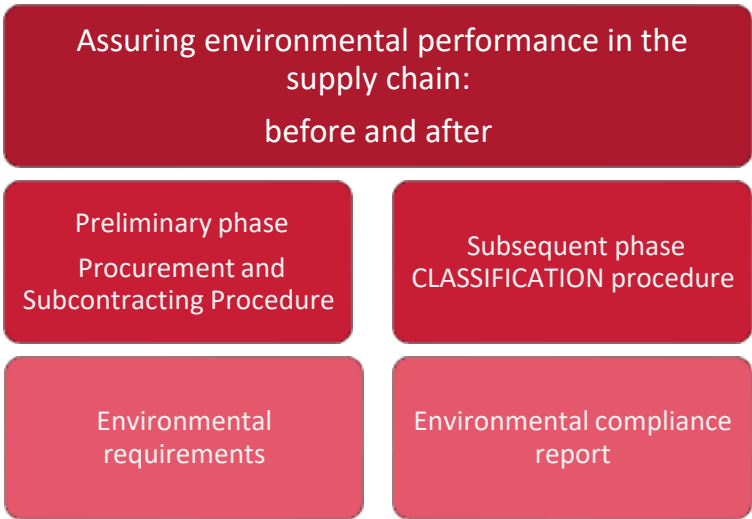 Assuring environmental performance in the
supply chain:
before and after
Preliminary phase
Procurement and
Subcontracting Procedure
Subsequent phase
CLASSIFICATION procedure
Environmental
requirements
Environmental compliance
report